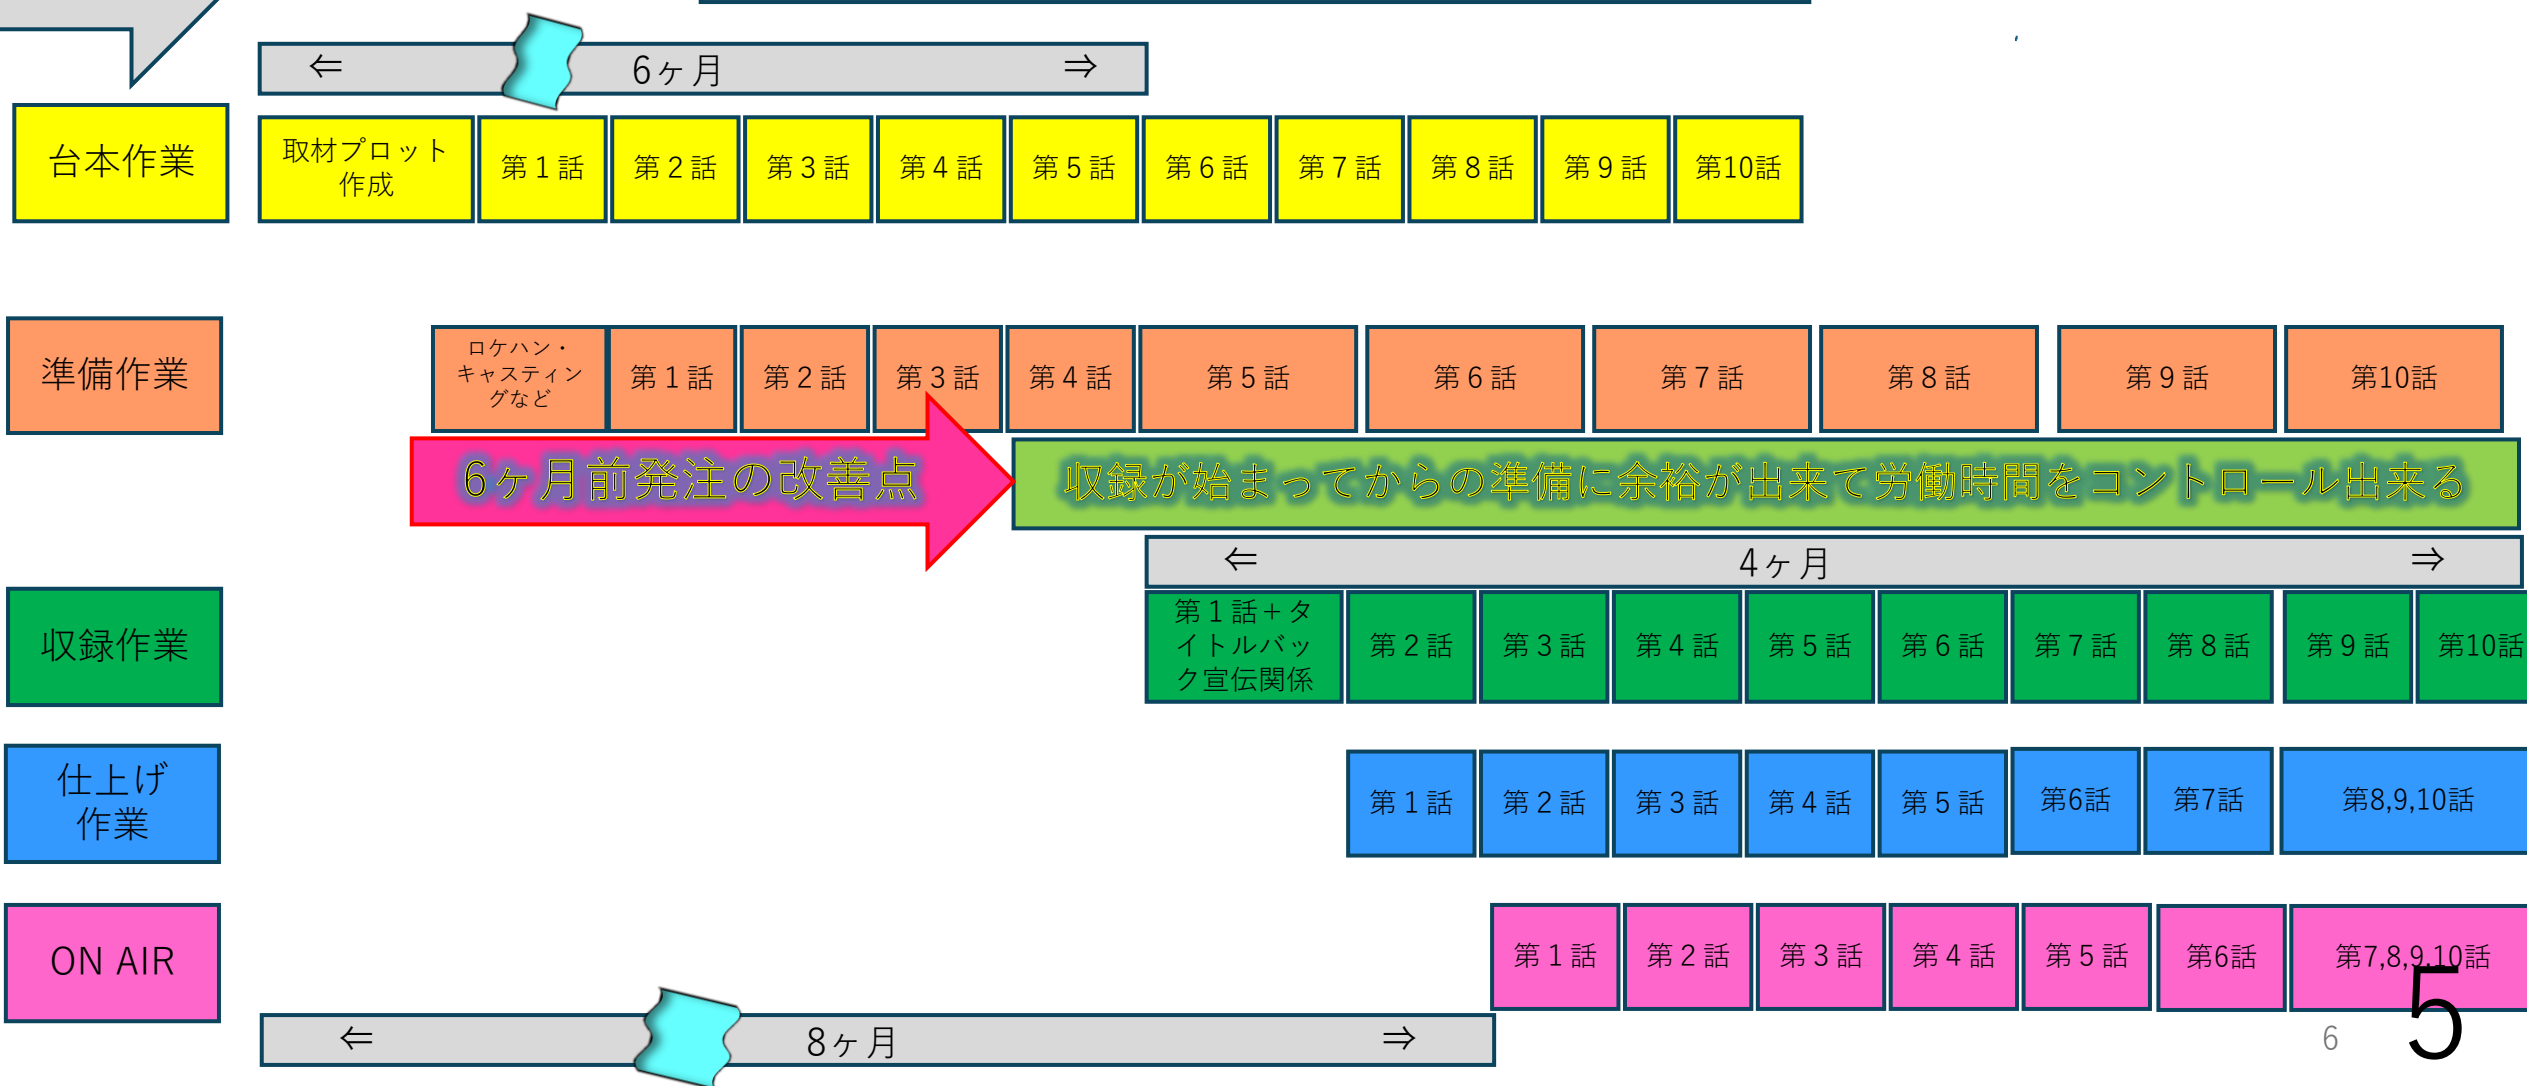 ⇐ 6ヶ月 ⇒
台本作業
取材プロット
作成
第１話
第２話
第３話
第４話
第５話
第６話
第７話
第８話
第９話
第10話
準備作業
ロケハン・
キャスティン
グなど
第１話
第２話
第３話
第４話
第５話
第６話
第７話
第８話
第９話
第10話
6ヶ月前発注の改善点
収録が始まってからの準備に余裕が出来て労働時間をコントロール出来る
⇐ 4ヶ月 ⇒
収録作業
第１話＋タ
イトルバッ
ク宣伝関係
第２話
第３話
第４話
第５話
第６話
第７話
第８話
第９話
第10話
仕上げ
作業
第１話
第２話
第３話
第４話
第５話
第6話
第7話
第8,9,10話
ON AIR
第１話
第２話
第３話
第４話
第５話
第6話
第7,8,9,10話
⇐ 8ヶ月 ⇒
6
5